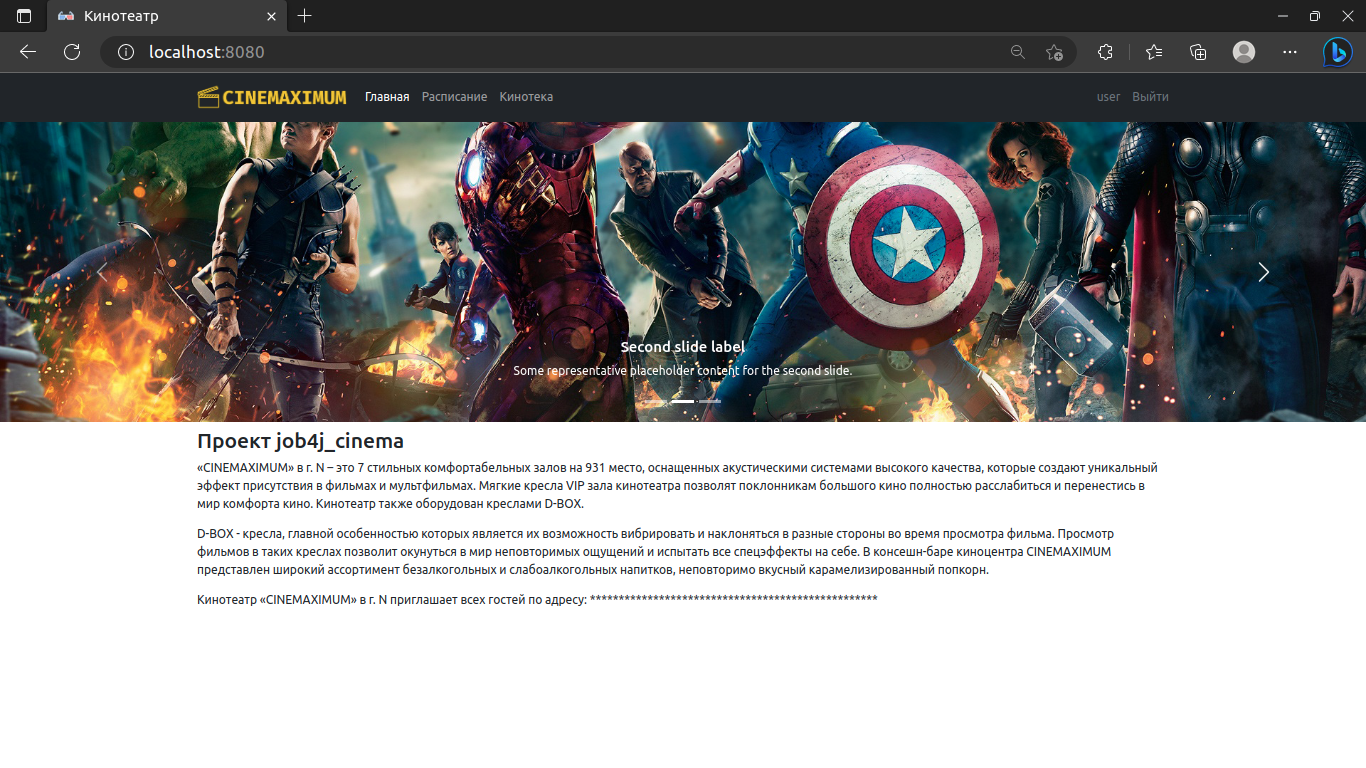 Кинотеатр
localhost:8080
CINEMAXIMUM Главная Расписание Кинотека user Выйти
Second slide label
Some representative placeholder content for the second slide.
Проект job4j_cinema
«CINEMAXIMUM» в г. N – это 7 стильных комфортабельных залов на 931 место, оснащенных акустическими системами высокого качества, которые создают уникальный
эффект присутствия в фильмах и мультфильмах. Мягкие кресла VIP зала кинотеатра позволят поклонникам большого кино полностью расслабиться и перенестись в
мир комфорта кино. Кинотеатр также оборудован креслами D-BOX.
D-BOX - кресла, главной особенностью которых является их возможность вибрировать и наклоняться в разные стороны во время просмотра фильма. Просмотр
фильмов в таких креслах позволит окунуться в мир неповторимых ощущений и испытать все спецэффекты на себе. В консешн-баре киноцентра CINEMAXIMUM
представлен широкий ассортимент безалкогольных и слабоалкогольных напитков, неповторимо вкусный карамелизированный попкорн.
Кинотеатр «CINEMAXIMUM» в г. N приглашает всех гостей по адресу: **************************************************